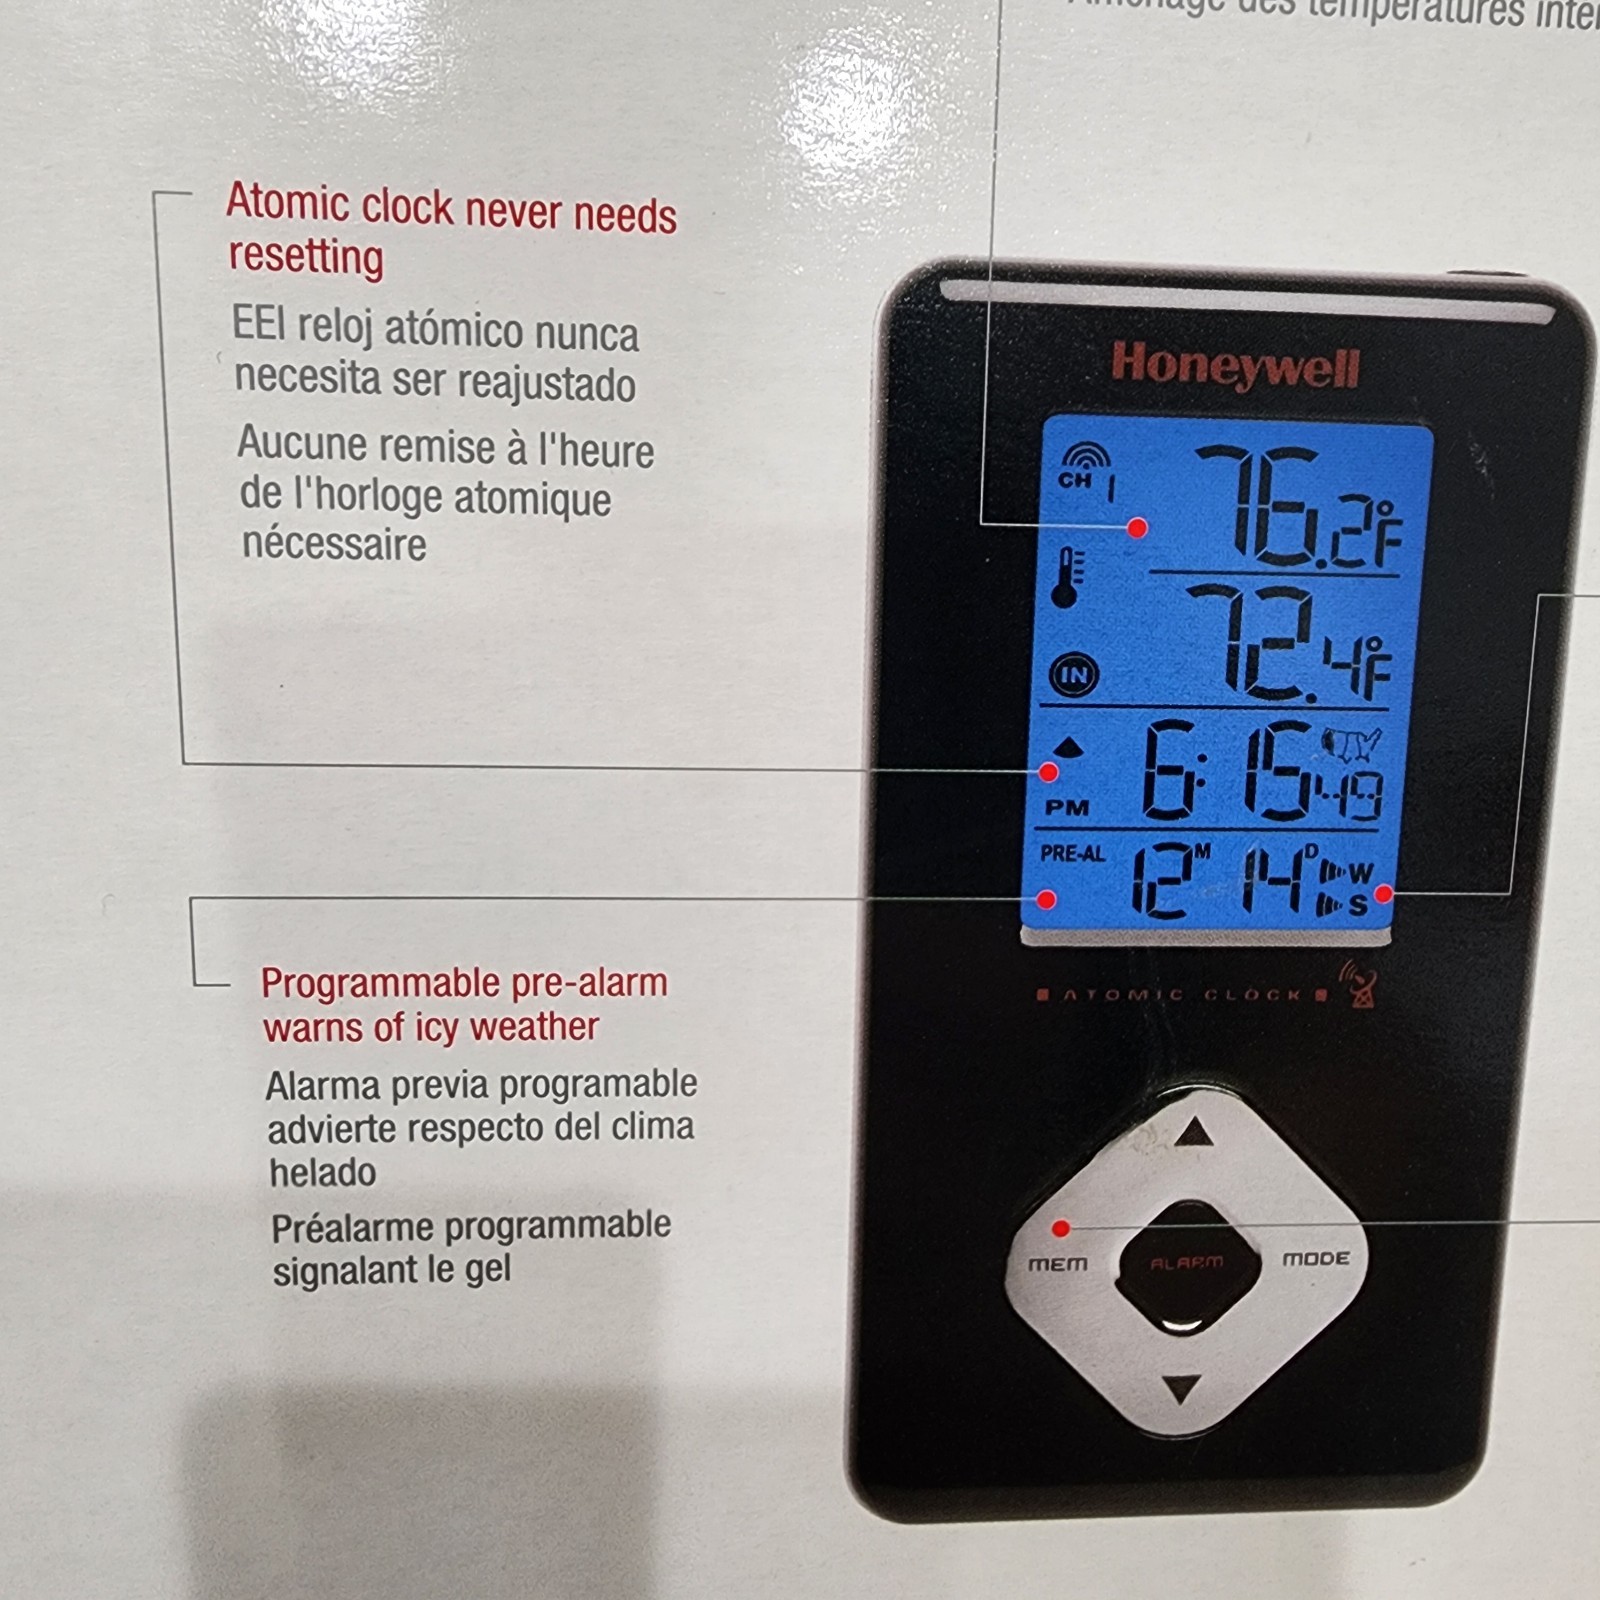 Affichage des températures
Atomic clock never needs
resetting
EEl reloj atómico nunca
necesita ser reajustado
Aucune remise à l'heure
de l'horloge atomique
nécessaire
Programmable pre-alarm
warns of icy weather
Alarma previa programable
advierte respecto del clima
helado
Préalarme programmable
signalant le gel
Honeywell
CH 1 76.2°F
IN 72.4°F
PM 6:15 49
PRE-AL 12 M 14 D W
S
ATOMIC CLOCK
MEM ALARM MODE